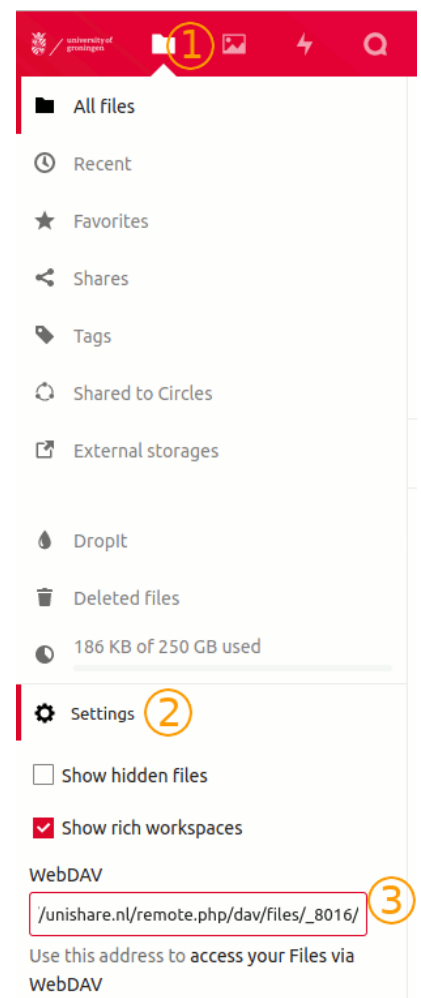 university of
groningen
1
All files
Recent
Favorites
Shares
Tags
Shared to Circles
External storages
DropIt
Deleted files
186 KB of 250 GB used
Settings 2
Show hidden files
Show rich workspaces
WebDAV
/unishare.nl/remote.php/dav/files/_8016/ 3
Use this address to access your Files via
WebDAV